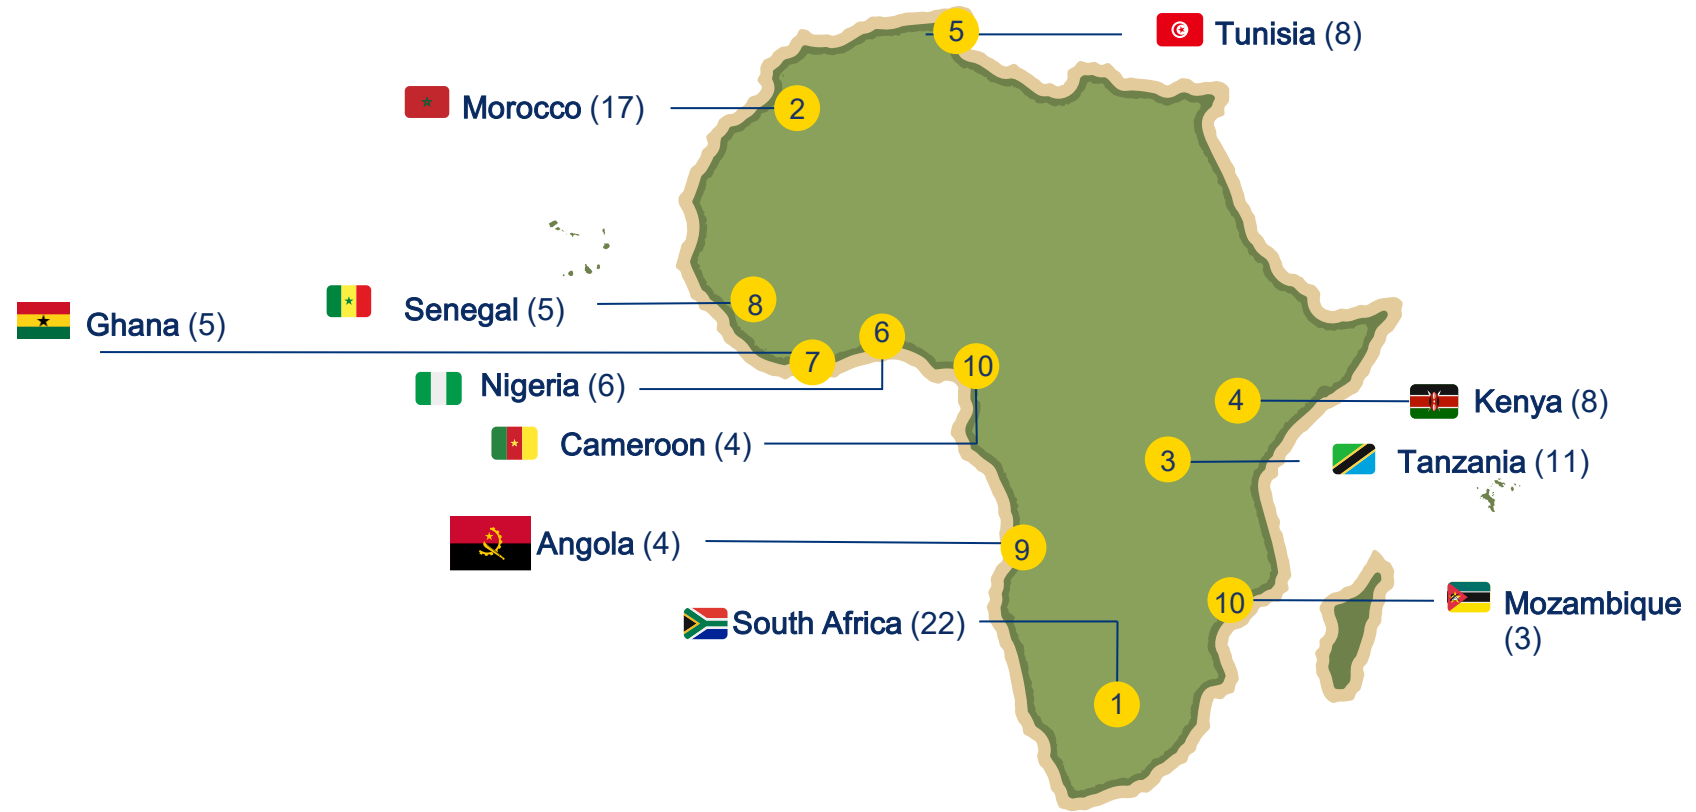 5
Tunisia (8)
Morocco (17)
2
8
Senegal (5)
Ghana (5)
6
7
10
Nigeria (6)
4
Kenya (8)
Cameroon (4)
3
Tanzania (11)
Angola (4)
9
10
Mozambique
(3)
South Africa (22)
1